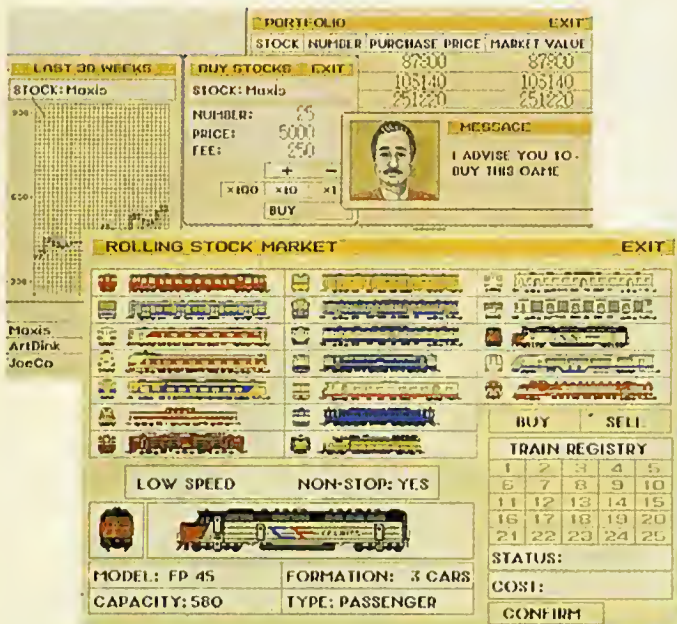 PORTFOLIO EXIT
STOCK NUMBER PURCHASE PRICE MARKET VALUE
87500 87500
105140 105140
251220 251220
LAST 30 WEEKS
STOCK: Maxis
BUY STOCKS EXIT
STOCK: Maxis
NUMBER: 25
PRICE: 5000
FEE: 250
+ -
×100 ×10 ×1
BUY
MESSAGE
I ADVISE YOU TO
BUY THIS GAME
Maxis
ArtDink
JoeCo
ROLLING STOCK MARKET EXIT
BUY SELL
TRAIN REGISTRY
1 2 3 4 5
6 7 8 9 10
11 12 13 14 15
16 17 18 19 20
21 22 23 24 25
STATUS:
COST:
CONFIRM
LOW SPEED NON-STOP: YES
MODEL: FP 45 FORMATION: 3 CARS
CAPACITY: 580 TYPE: PASSENGER